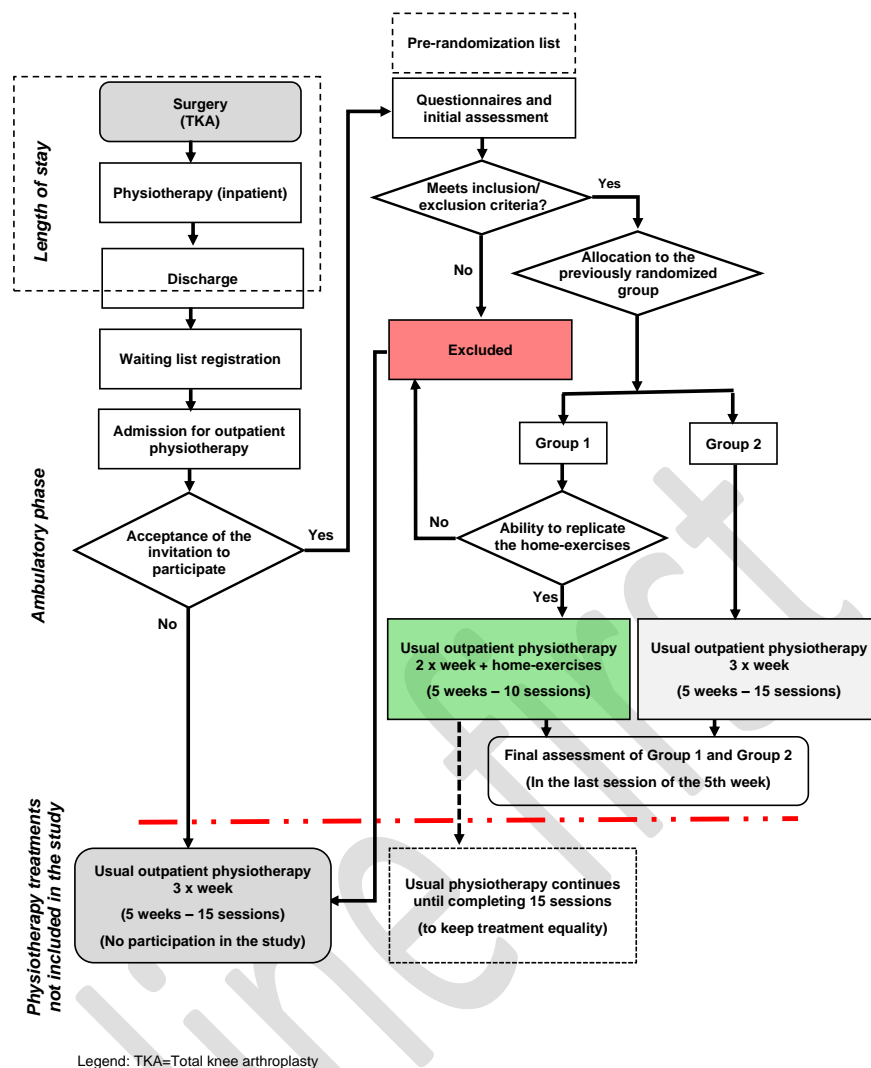 Pre-randomization list
Surgery
(TKA)
Questionnaires and
initial assessment
Length of stay
Physiotherapy (inpatient)
Meets inclusion/
exclusion criteria?
Yes
No
Discharge
Allocation to the
previously randomized
group
Waiting list registration
Excluded
Admission for outpatient
physiotherapy
Group 1
Group 2
Ambulatory phase
Acceptance of the
invitation to
participate
Yes
No
No
Ability to replicate
the home-exercises
Yes
Usual outpatient physiotherapy
2 x week + home-exercises
(5 weeks – 10 sessions)
Usual outpatient physiotherapy
3 x week
(5 weeks – 15 sessions)
Final assessment of Group 1 and Group 2
(In the last session of the 5th week)
Physiotherapy treatments
not included in the study
Usual outpatient physiotherapy
3 x week
(5 weeks – 15 sessions)
(No participation in the study)
Usual physiotherapy continues
until completing 15 sessions
(to keep treatment equality)
Legend: TKA=Total knee arthroplasty
line first